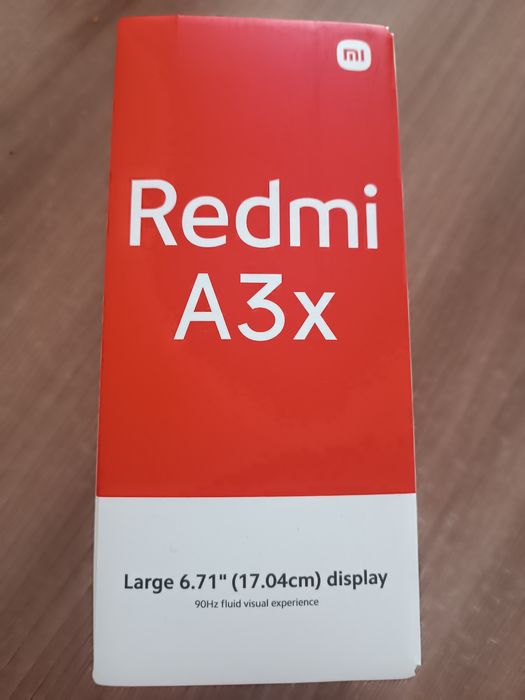 mi
Redmi
A3x
Large 6.71" (17.04cm) display
90Hz fluid visual experience